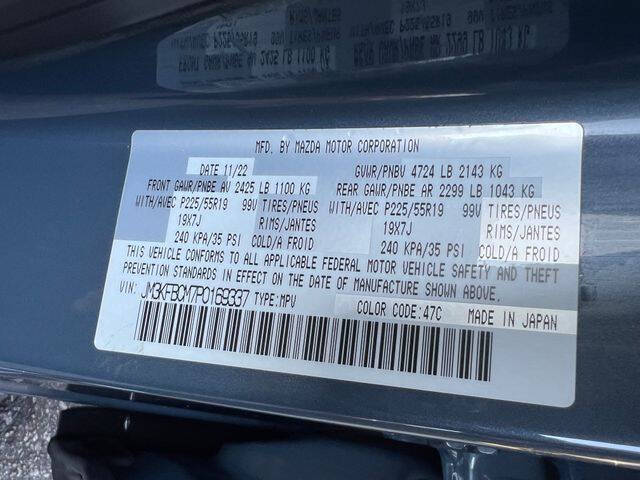 MFD. BY MAZDA MOTOR CORPORATION
DATE 11/22 GVWR/PNBV 4724 LB 2143 KG
FRONT GAWR/PNBE AV 2425 LB 1100 KG REAR GAWR/PNBE AR 2299 LB 1043 KG
WITH/AVEC P225/55R19 99V TIRES/PNEUS WITH/AVEC P225/55R19 99V TIRES/PNEUS
19X7J RIMS/JANTES 19X7J RIMS/JANTES
240 KPA/35 PSI COLD/A FROID 240 KPA/35 PSI COLD/A FROID
THIS VEHICLE CONFORMS TO ALL APPLICABLE FEDERAL MOTOR VEHICLE SAFETY AND THEFT
PREVENTION STANDARDS IN EFFECT ON THE DATE OF MANUFACTURE SHOWN ABOVE.
JM3KFBCM7P0169337 TYPE:MPV COLOR CODE:47C MADE IN JAPAN